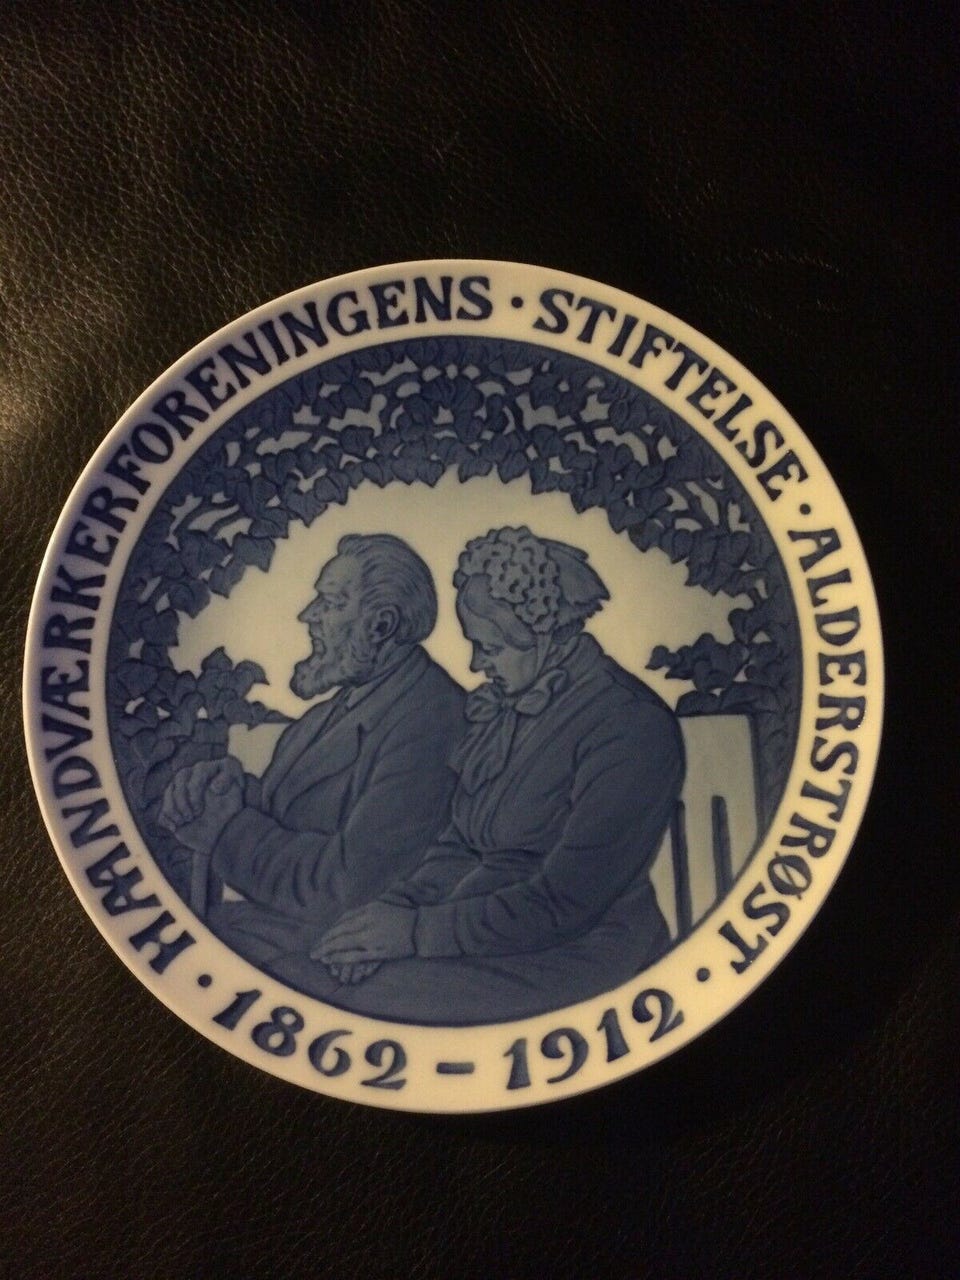 HAANDVÆRKERFORENINGENS · STIFTELSE · ALDERSTRØST ·
1862 – 1912 ·